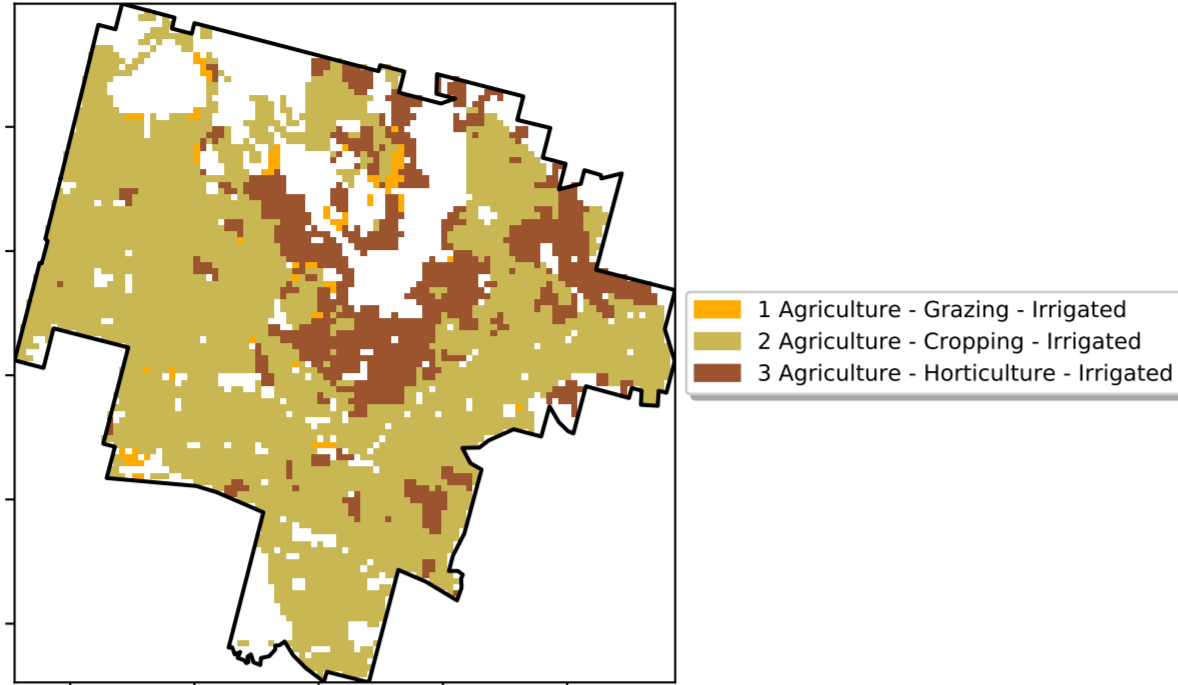 1 Agriculture - Grazing - Irrigated
2 Agriculture - Cropping - Irrigated
3 Agriculture - Horticulture - Irrigated